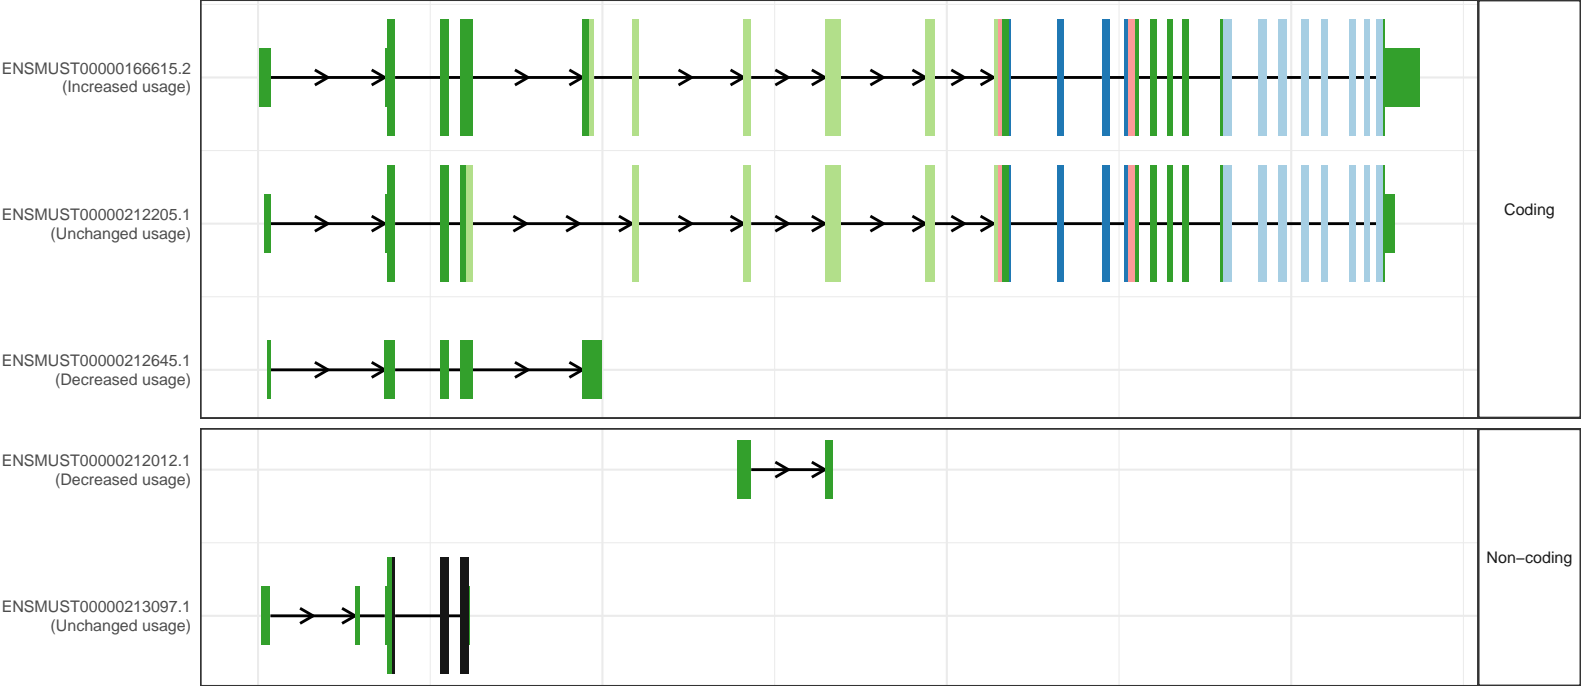 ENSMUST00000166615.2
(Increased usage)
ENSMUST00000212205.1
(Unchanged usage)
Coding
ENSMUST00000212645.1
(Decreased usage)
ENSMUST00000212012.1
(Decreased usage)
Non−coding
ENSMUST00000213097.1
(Unchanged usage)